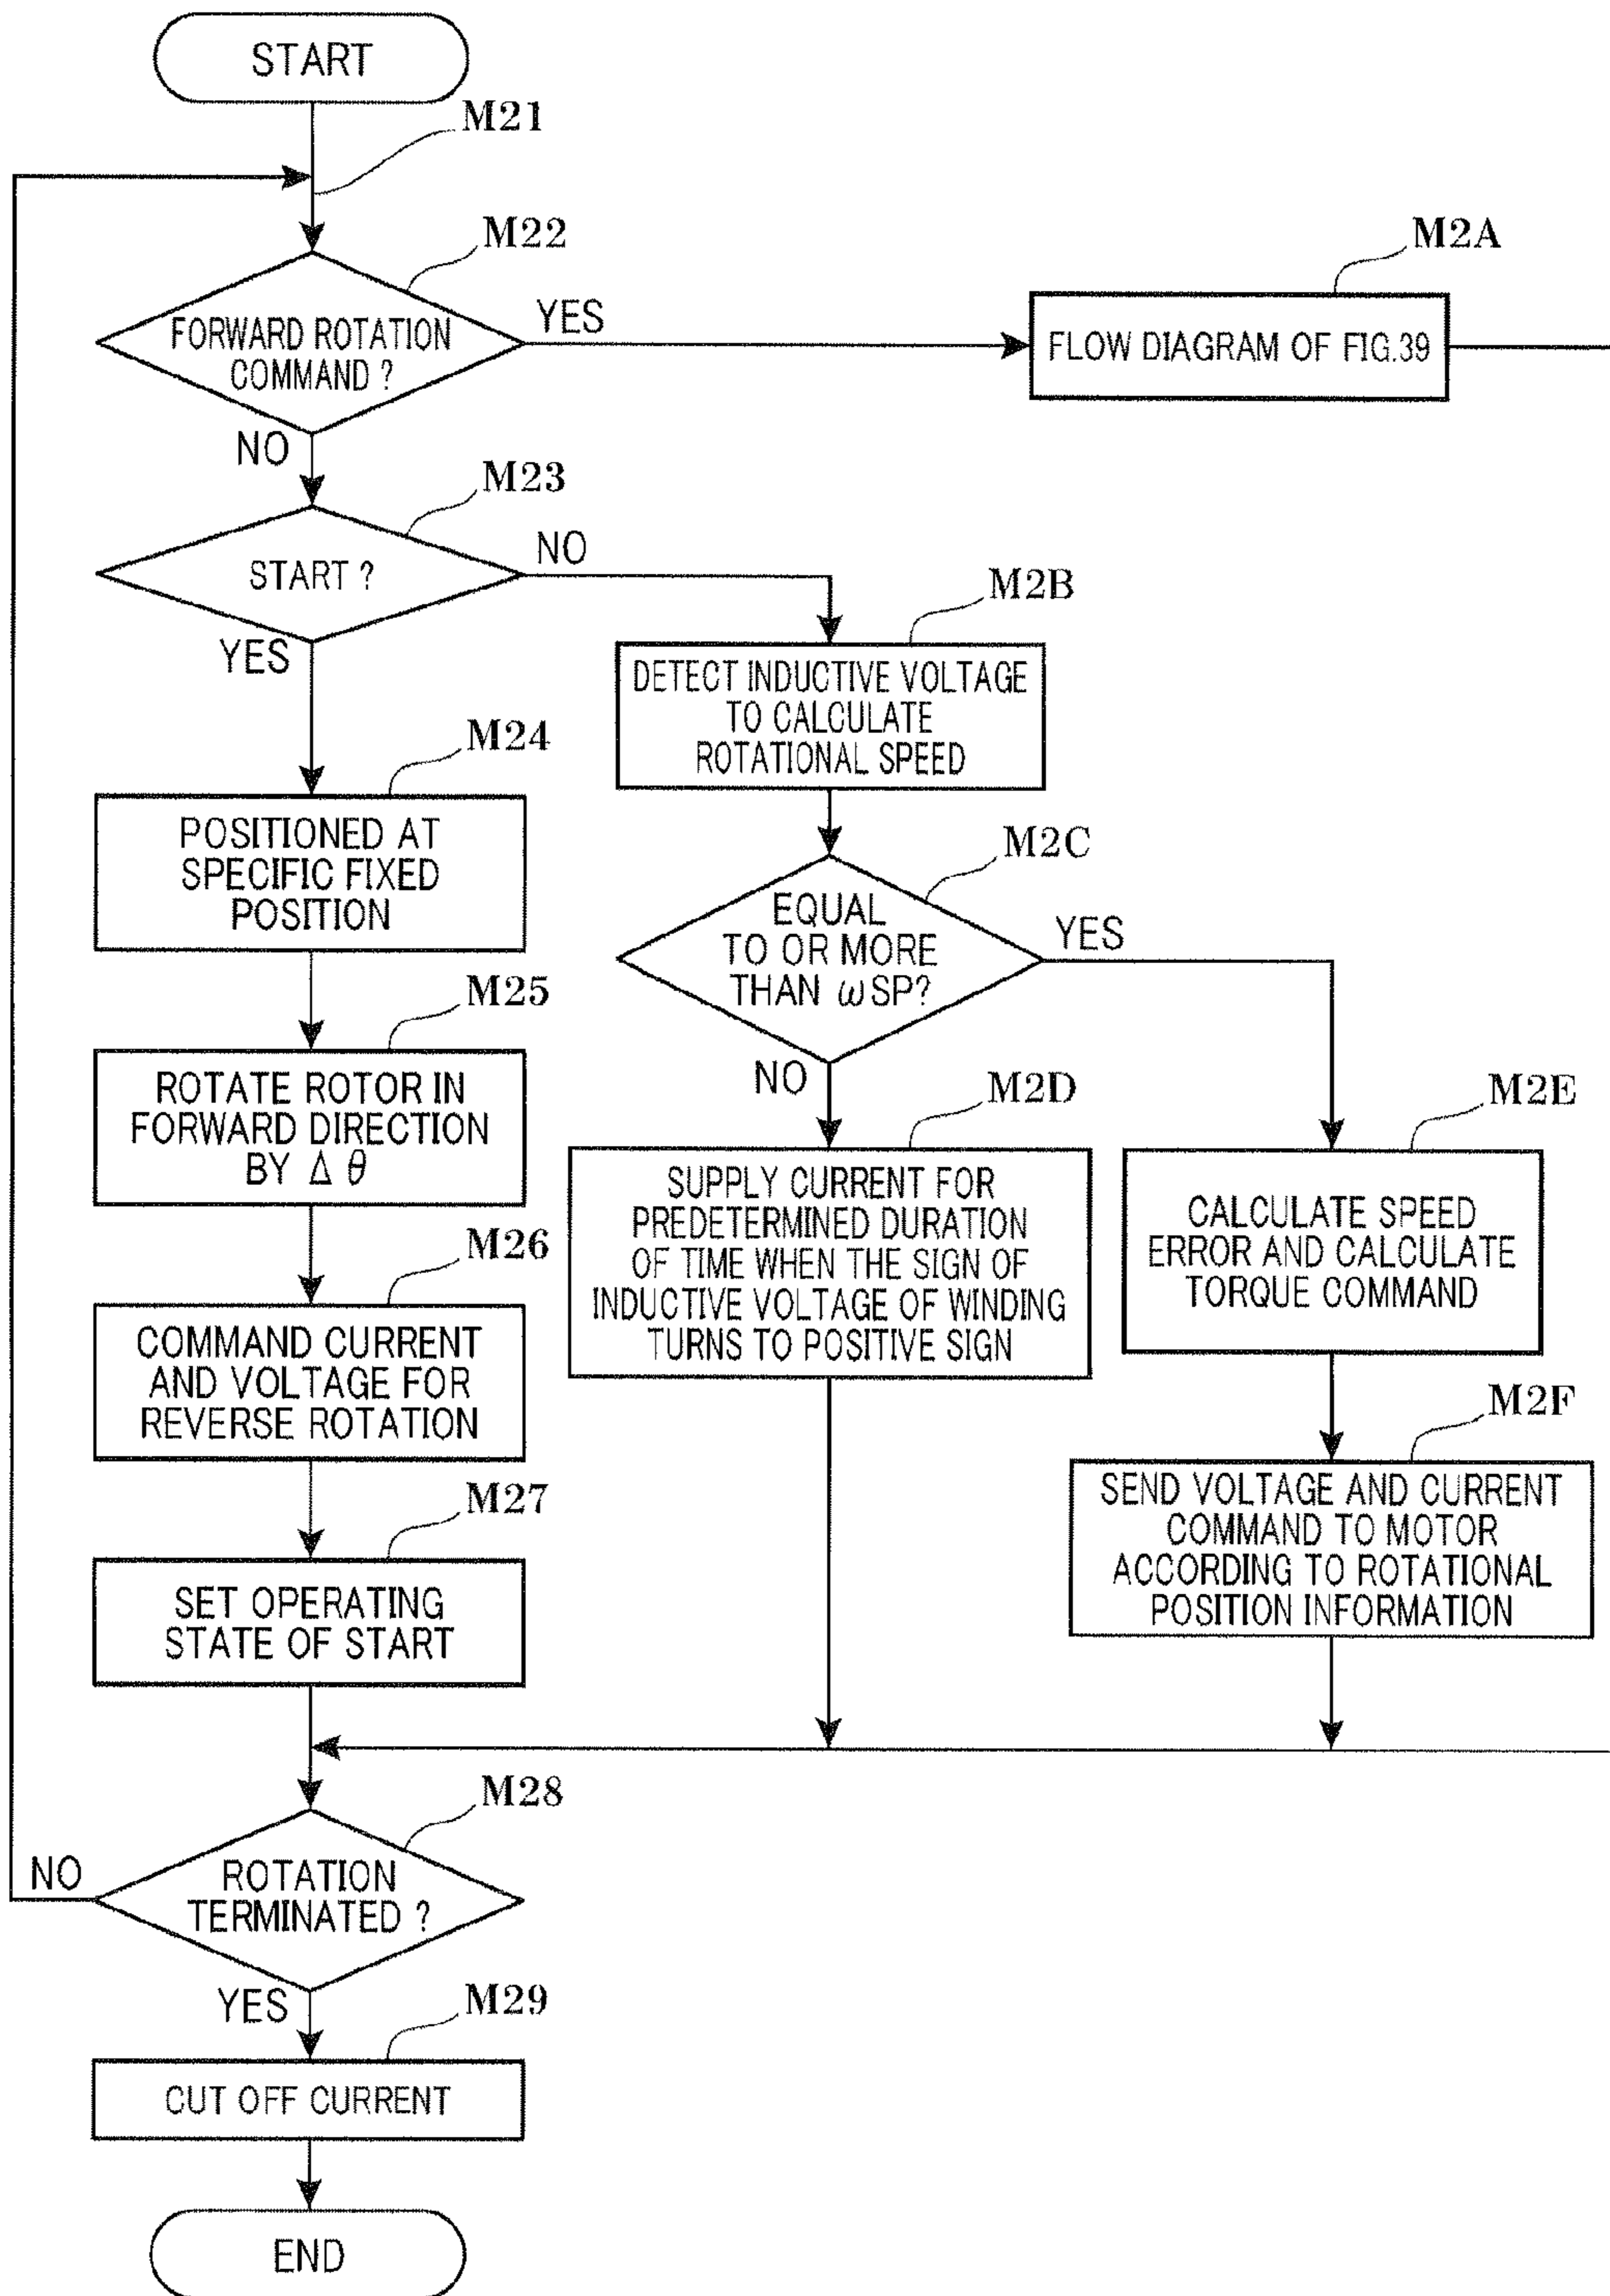 START
M21
M22
FORWARD ROTATION
COMMAND ?
YES
M2A
FLOW DIAGRAM OF FIG.39
NO
M23
START ?
NO
YES
M2B
DETECT INDUCTIVE VOLTAGE
TO CALCULATE
ROTATIONAL SPEED
M24
POSITIONED AT
SPECIFIC FIXED
POSITION
M2C
EQUAL
TO OR MORE
THAN ωSP?
YES
NO
M25
ROTATE ROTOR IN
FORWARD DIRECTION
BY Δ θ
M2D
SUPPLY CURRENT FOR
PREDETERMINED DURATION
OF TIME WHEN THE SIGN OF
INDUCTIVE VOLTAGE OF WINDING
TURNS TO POSITIVE SIGN
M2E
CALCULATE SPEED
ERROR AND CALCULATE
TORQUE COMMAND
M26
COMMAND CURRENT
AND VOLTAGE FOR
REVERSE ROTATION
M2F
SEND VOLTAGE AND CURRENT
COMMAND TO MOTOR
ACCORDING TO ROTATIONAL
POSITION INFORMATION
M27
SET OPERATING
STATE OF START
M28
ROTATION
TERMINATED ?
NO
YES
M29
CUT OFF CURRENT
END